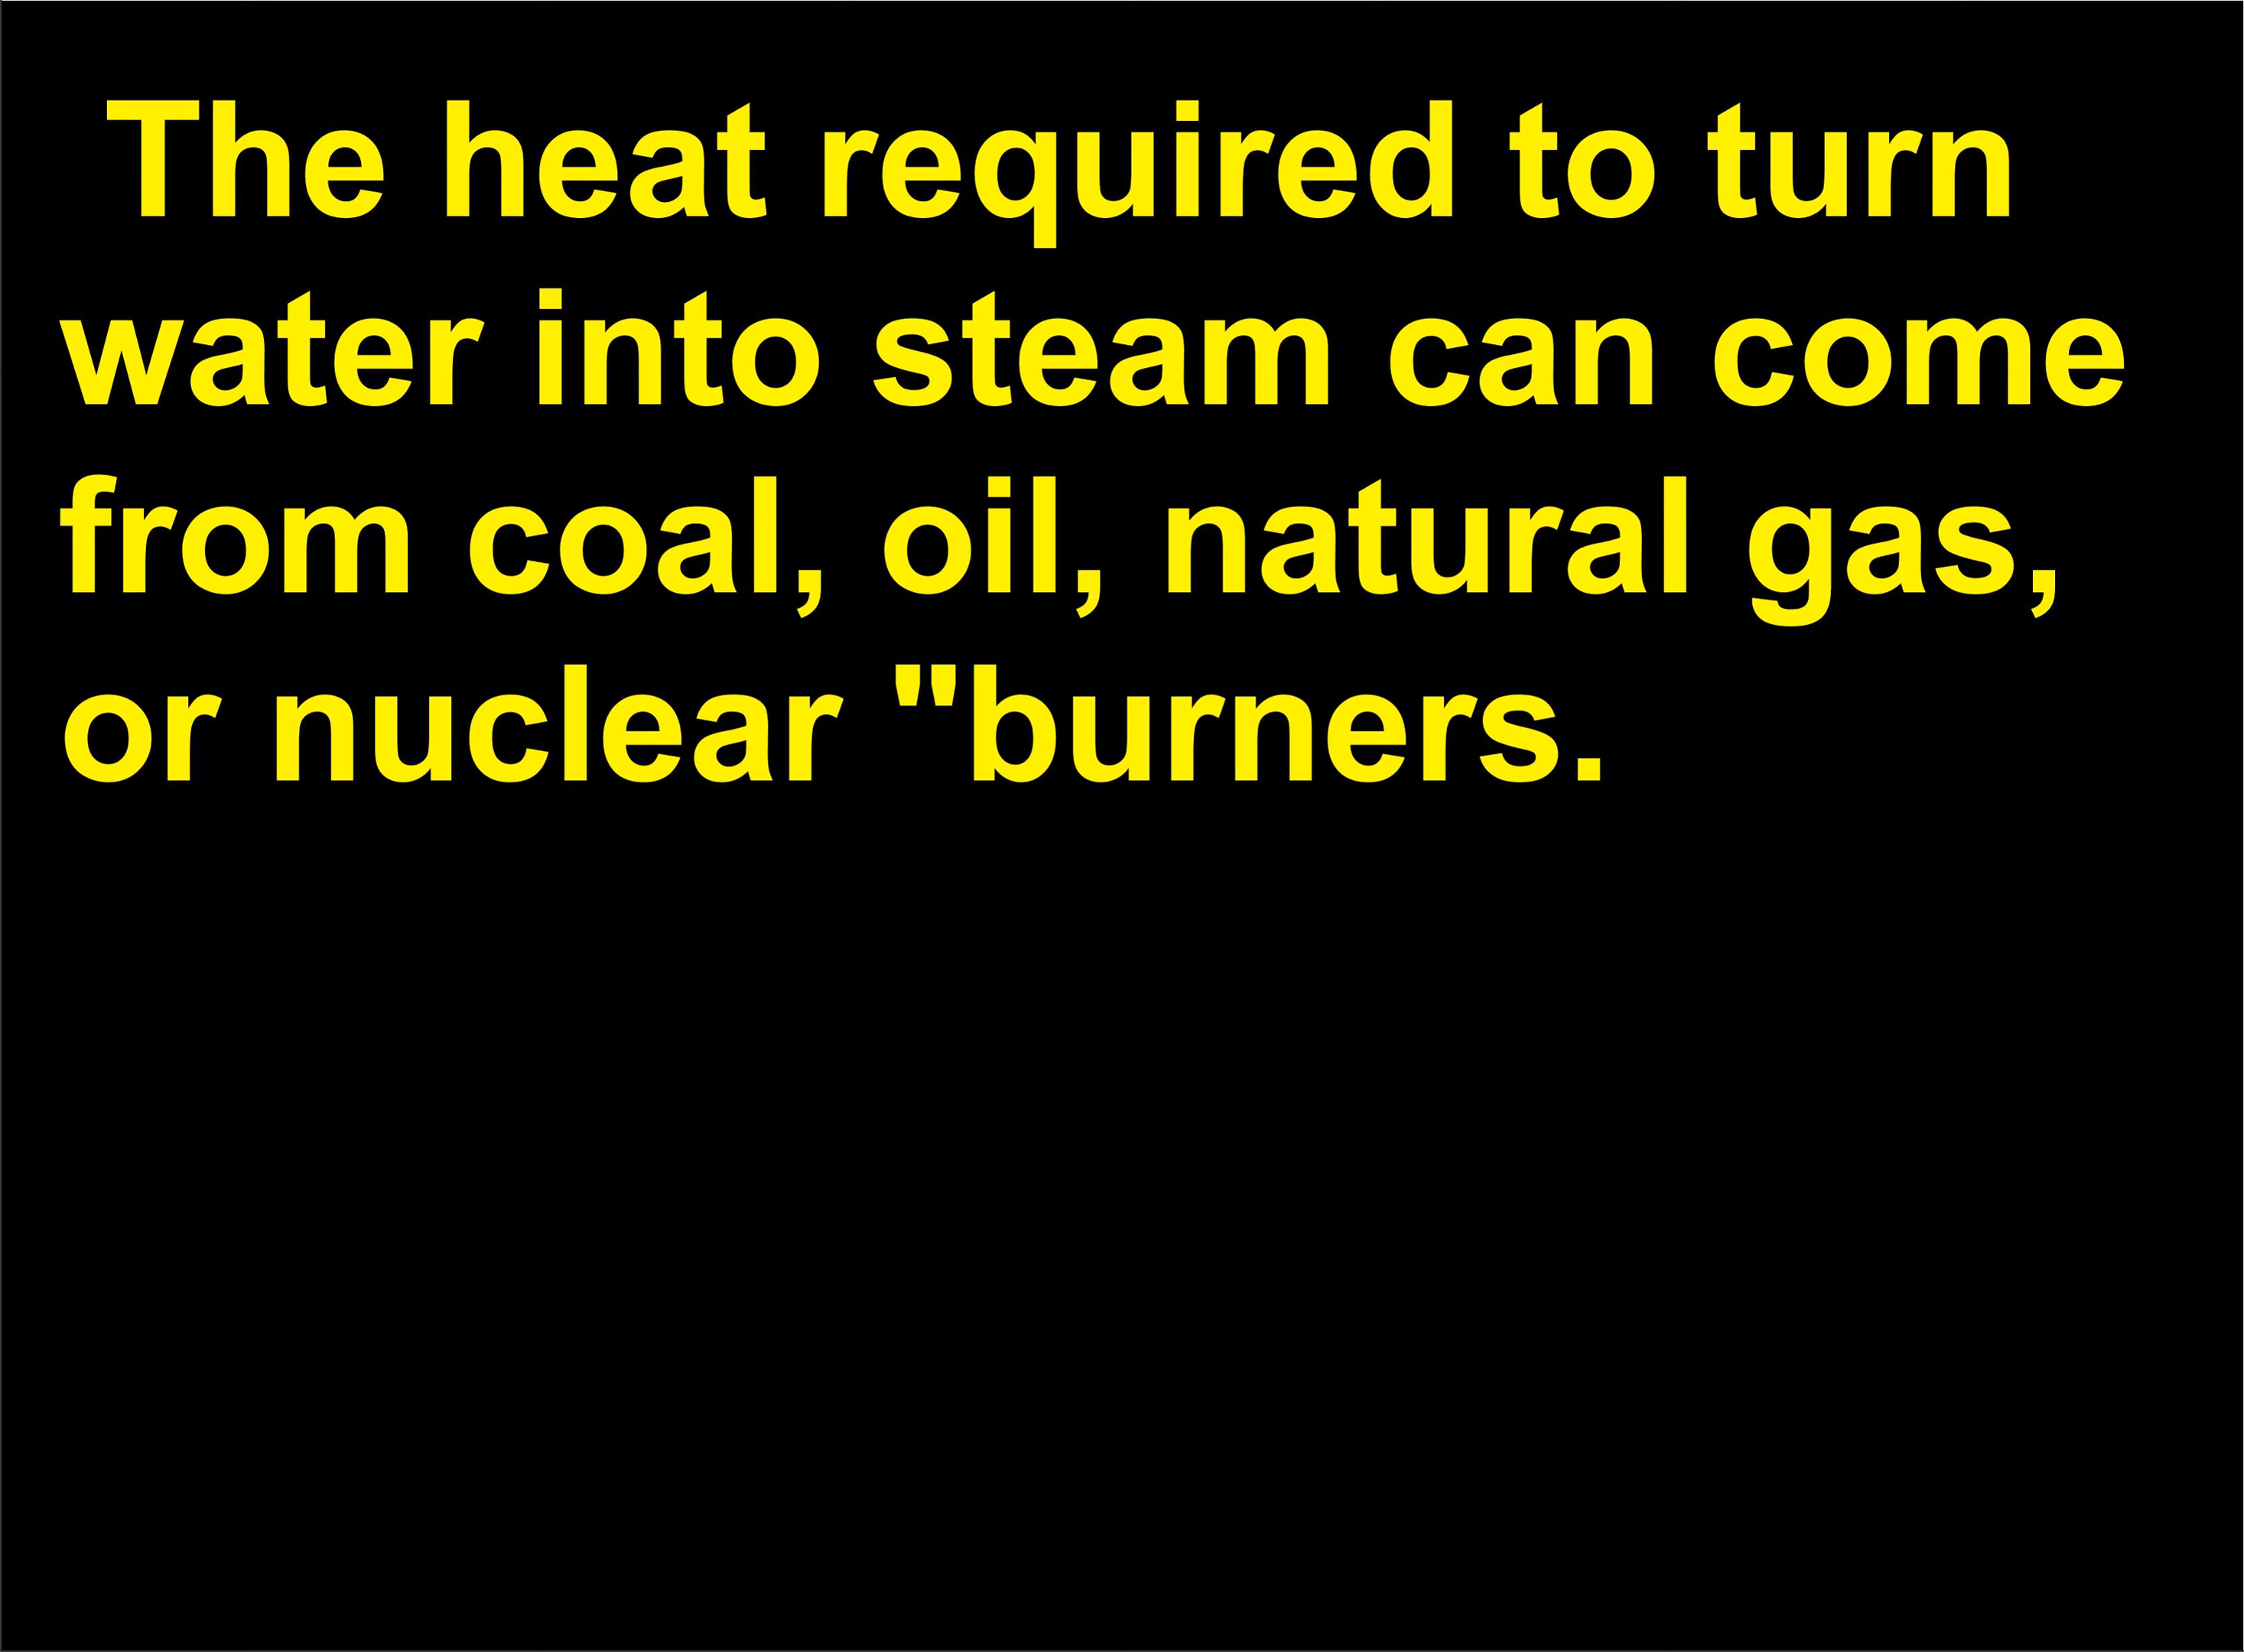 The heat required to turn
water into steam can come
from coal, oil, natural gas,
or nuclear "burners.